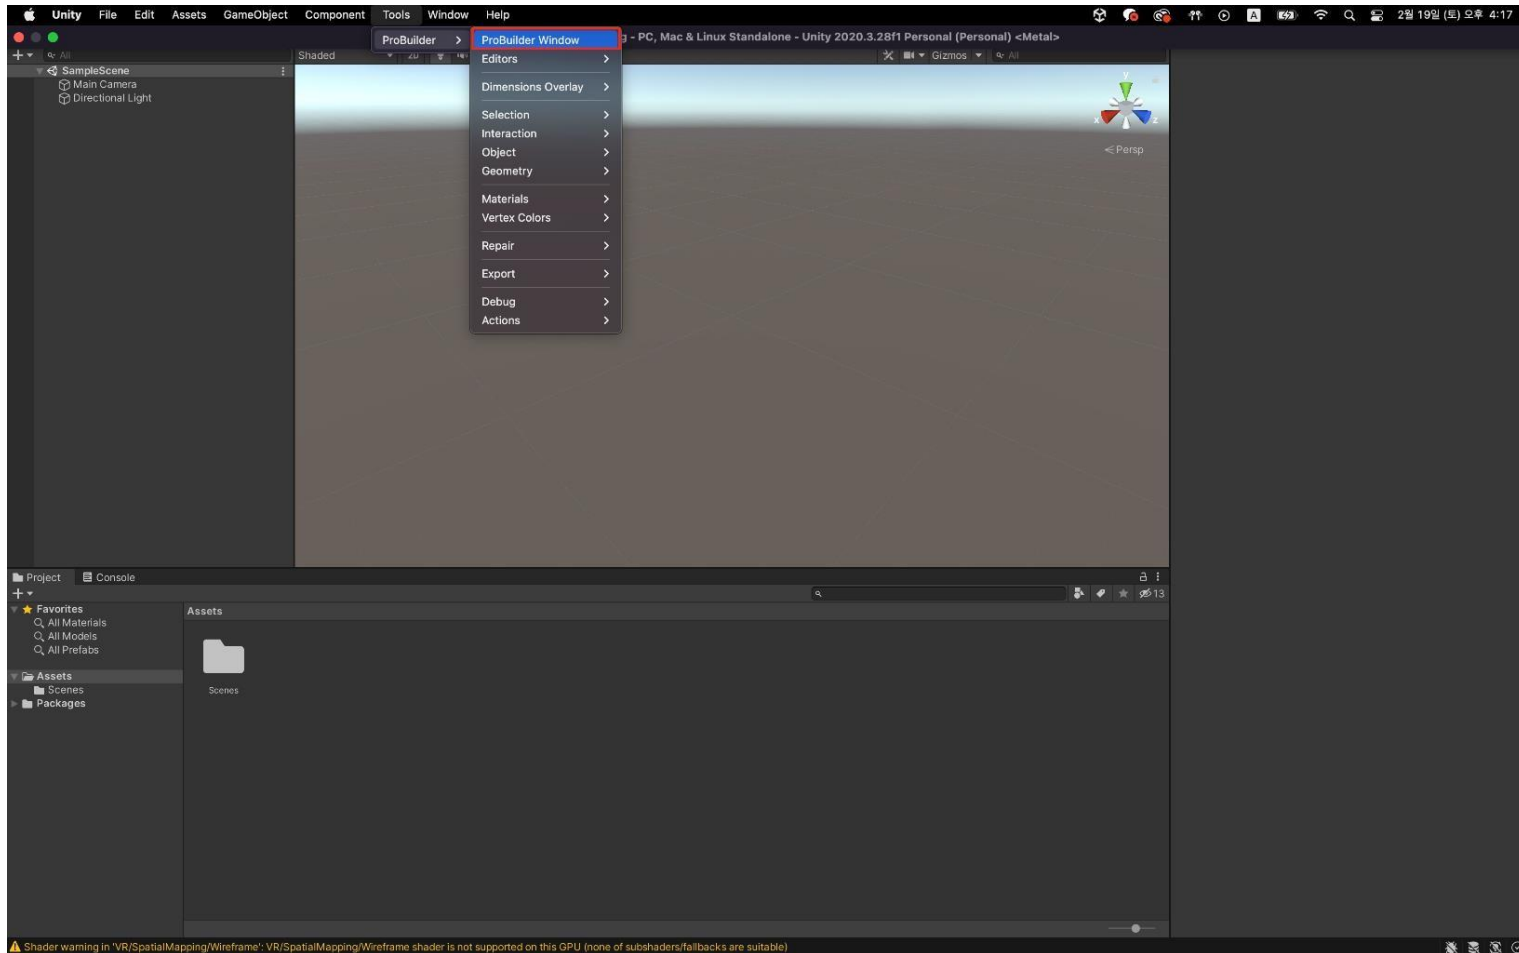 Unity File Edit Assets GameObject Component Tools Window Help 2월 19일 (토) 오후 4:17
- PC, Mac & Linux Standalone - Unity 2020.3.28f1 Personal (Personal) <Metal>
ProBuilder
ProBuilder Window
Editors
Dimensions Overlay
Selection
Interaction
Object
Geometry
Materials
Vertex Colors
Repair
Export
Debug
Actions
All
Shaded 2D Gizmos All
SampleScene
Main Camera
Directional Light
y
x z
Persp
Project Console
13
Favorites
All Materials
All Models
All Prefabs
Assets
Scenes
Packages
Assets
Scenes
Shader warning in 'VR/SpatialMapping/Wireframe': VR/SpatialMapping/Wireframe shader is not supported on this GPU (none of subshaders/fallbacks are suitable)